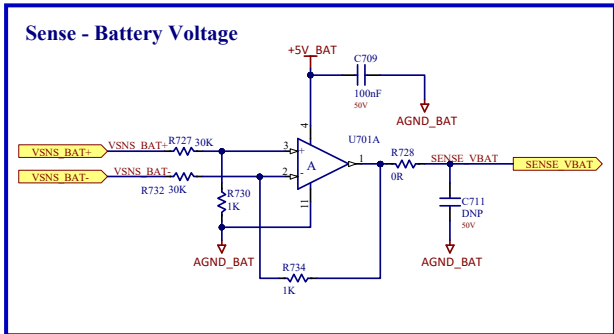 Sense - Battery Voltage
+5V_BAT
C709
100nF
50V
AGND_BAT
4
U701A
VSNS_BAT+
VSNS_BAT+
R727 30K
3
+
A
1
R728
0R
SENSE_VBAT
SENSE_VBAT
VSNS_BAT-
VSNS_BAT-
R732 30K
2
-
R730
1K
11
C711
DNP
50V
AGND_BAT
R734
1K